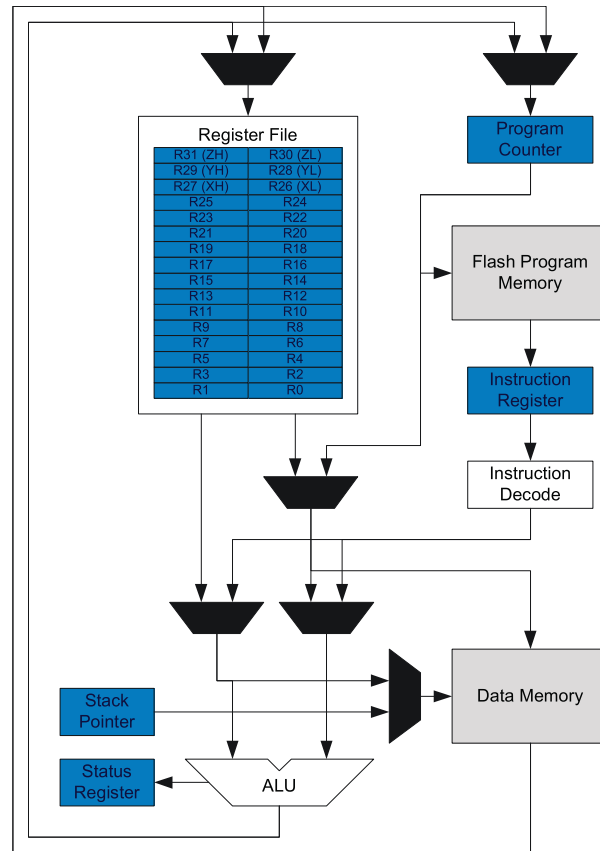 Register File
R31 (ZH) R30 (ZL)
R29 (YH) R28 (YL)
R27 (XH) R26 (XL)
R25 R24
R23 R22
R21 R20
R19 R18
R17 R16
R15 R14
R13 R12
R11 R10
R9 R8
R7 R6
R5 R4
R3 R2
R1 R0
Program
Counter
Flash Program
Memory
Instruction
Register
Instruction
Decode
Stack
Pointer
Data Memory
Status
Register
ALU